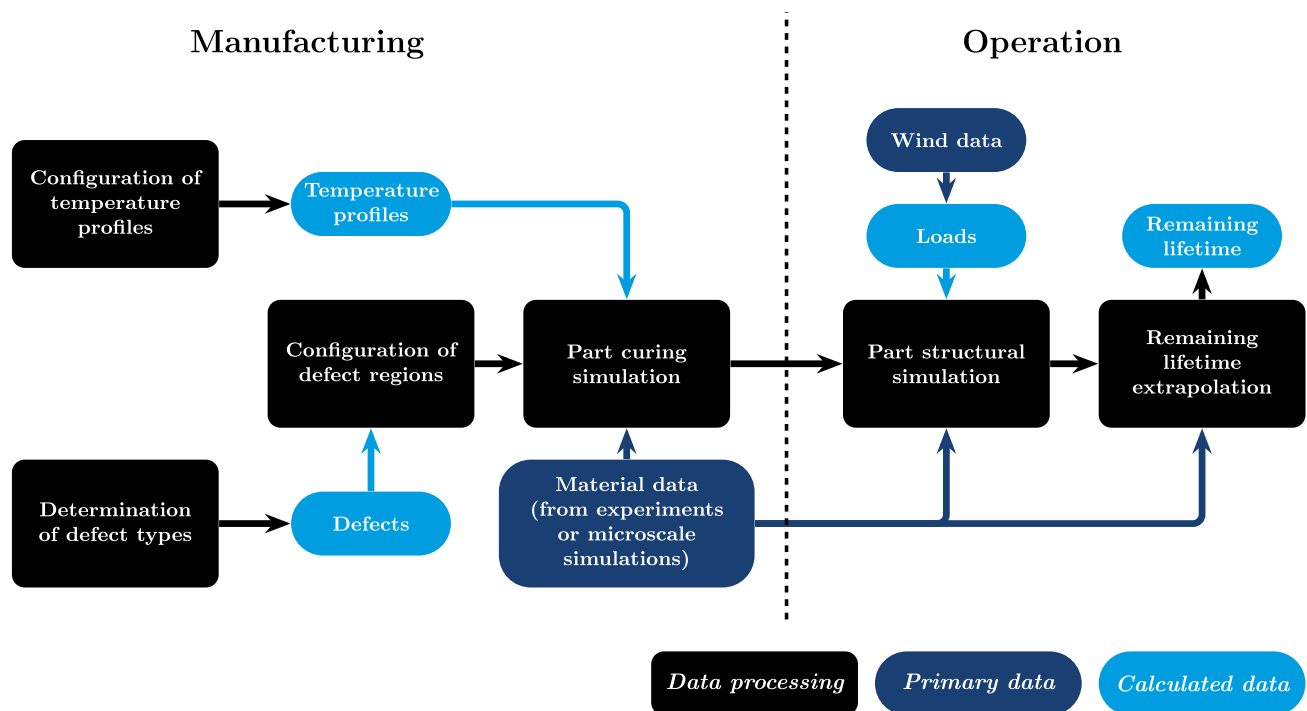 Manufacturing
Operation
Configuration of
temperature
profiles
Temperature
profiles
Wind data
Loads
Remaining
lifetime
Configuration of
defect regions
Part curing
simulation
Part structural
simulation
Remaining
lifetime
extrapolation
Determination
of defect types
Defects
Material data
(from experiments
or microscale
simulations)
Data processing
Primary data
Calculated data